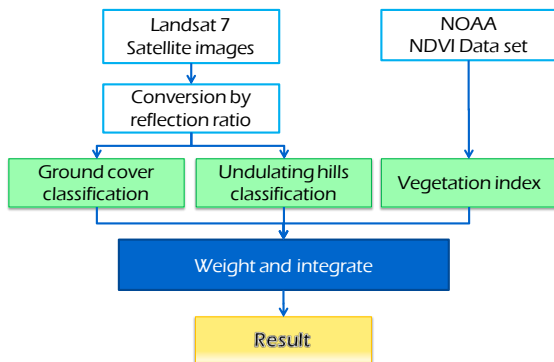 Landsat 7
Satellite images
NOAA
NDVI Data set
Conversion by
reflection ratio
Ground cover
classification
Undulating hills
classification
Vegetation index
Weight and integrate
Result